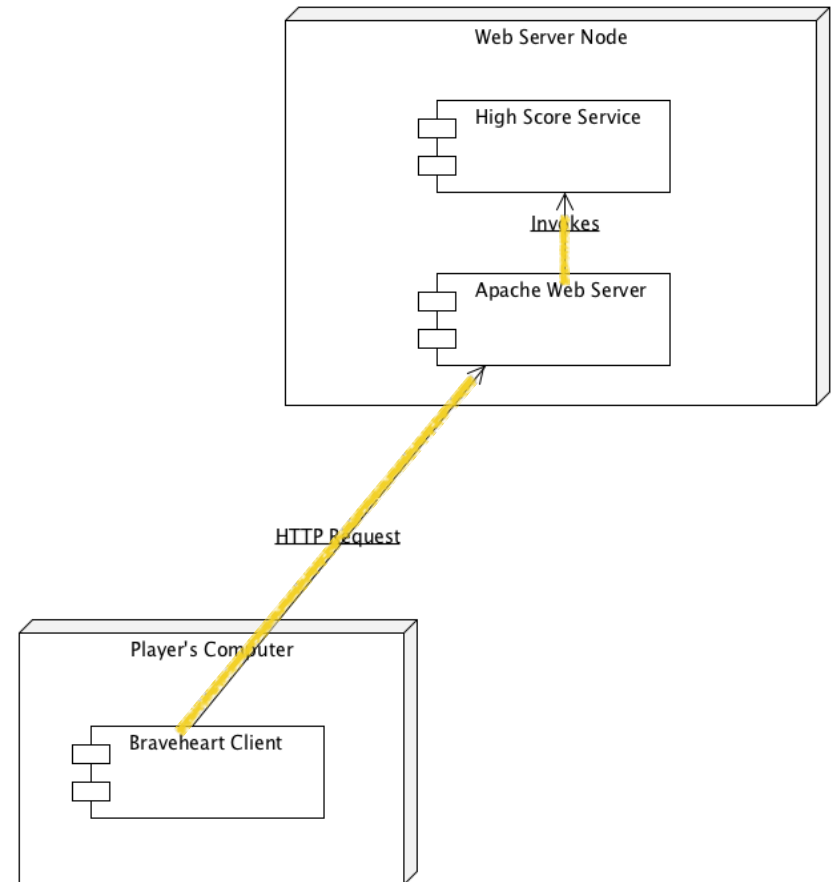 Web Server Node
High Score Service
Invokes
Apache Web Server
HTTP Request
Player's Computer
Braveheart Client